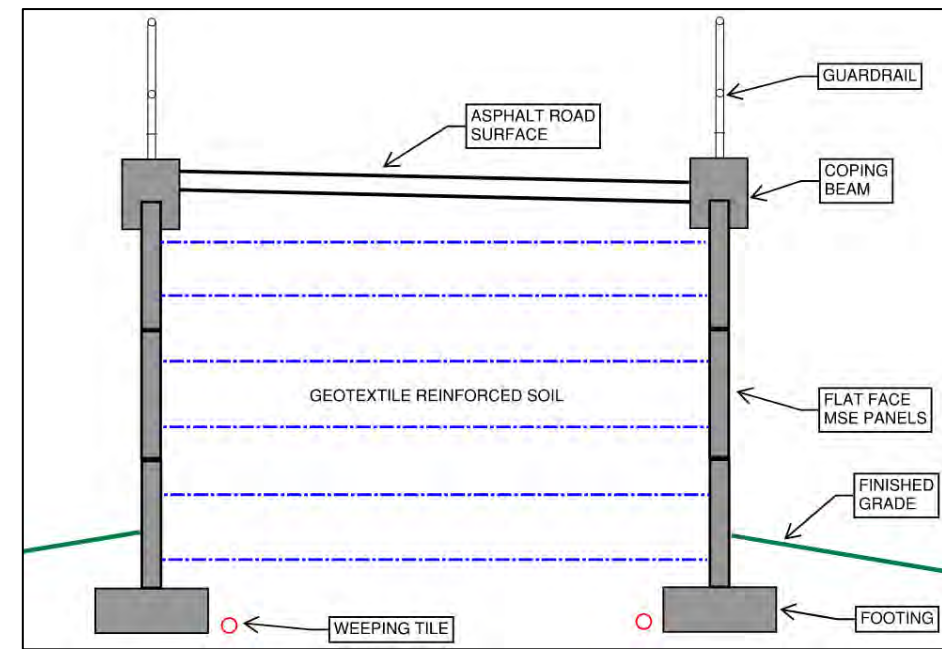 GUARDRAIL
ASPHALT ROAD
SURFACE
COPING
BEAM
GEOTEXTILE REINFORCED SOIL
FLAT FACE
MSE PANELS
FINISHED
GRADE
WEEPING TILE
FOOTING